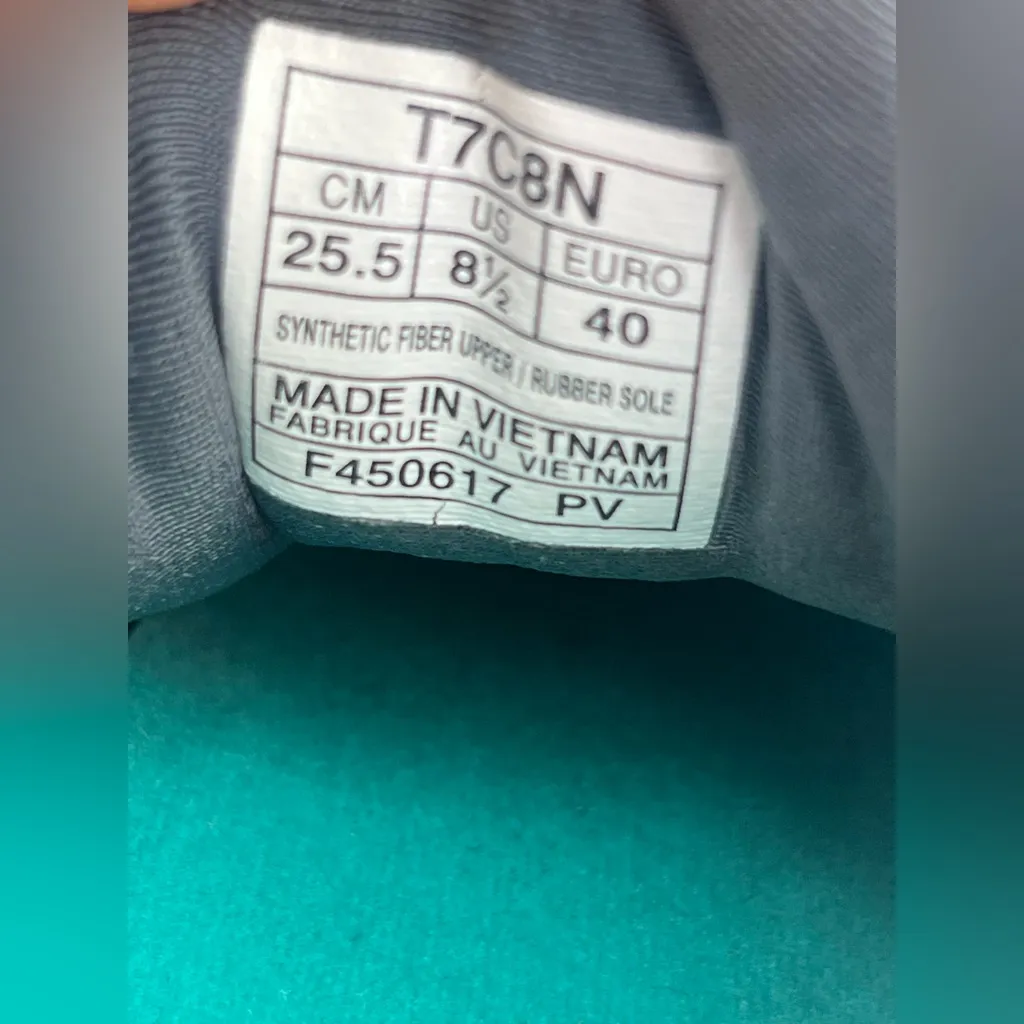 T7C8N
CM US EURO
25.5 8½ 40
SYNTHETIC FIBER UPPER / RUBBER SOLE
MADE IN VIETNAM
FABRIQUE AU VIETNAM
F450617 PV